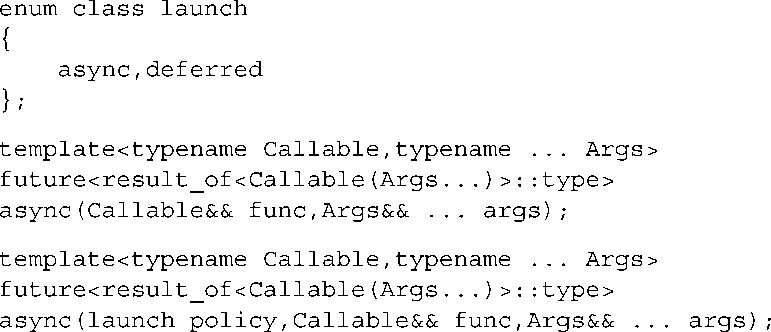 enum class launch
{
    async,deferred
};
template<typename Callable,typename ... Args>
future<result_of<Callable(Args...)>::type>
async(Callable&& func,Args&& ... args);
template<typename Callable,typename ... Args>
future<result_of<Callable(Args...)>::type>
async(launch policy,Callable&& func,Args&& ... args);